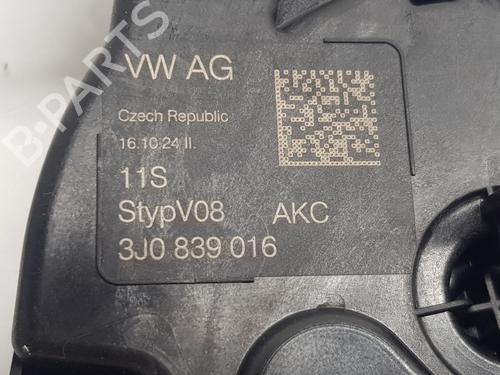 VW AG
Czech Republic
16.10.24 II.
11S
StypV08 AKC
3J0 839 016
B-PARTS